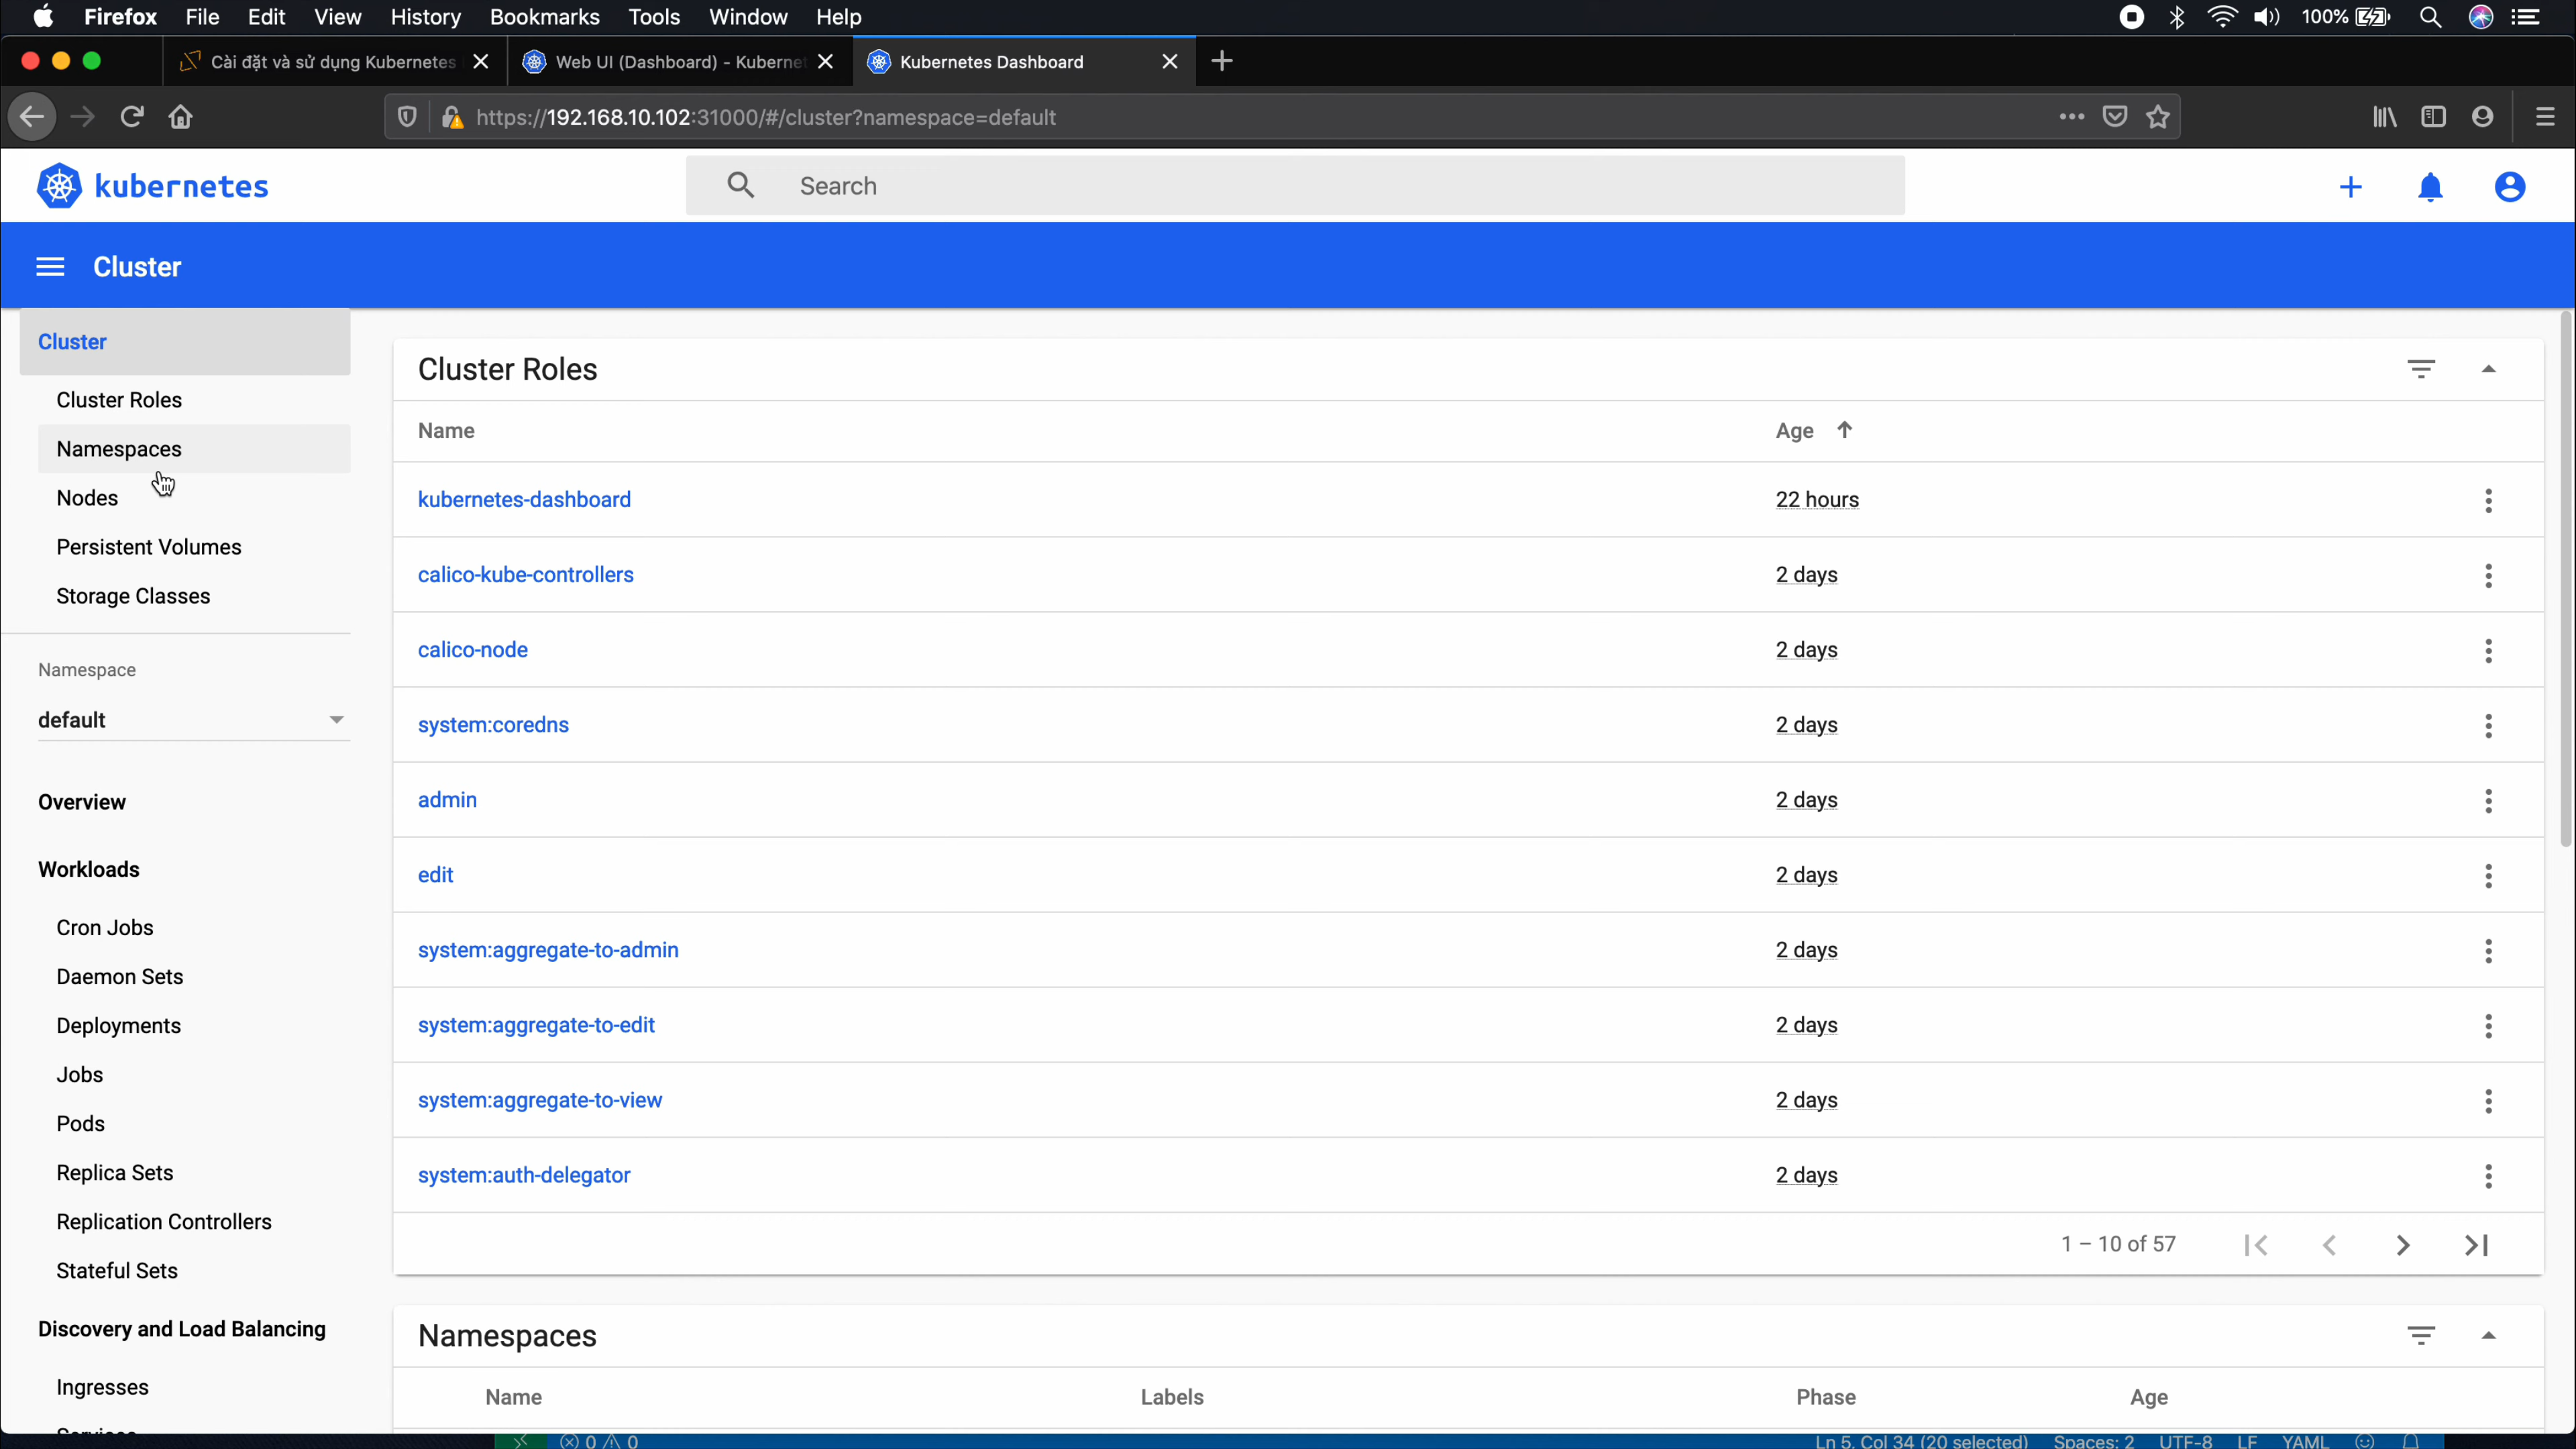 Firefox File Edit View History Bookmarks Tools Window Help 100%
Cài đặt và sử dụng Kubernetes Web UI (Dashboard) - Kuberne Kubernetes Dashboard
https://192.168.10.102:31000/#/cluster?namespace=default
kubernetes Search
Cluster
Cluster
Cluster Roles
Namespaces
Nodes
Persistent Volumes
Storage Classes
Namespace
default
Overview
Workloads
Cron Jobs
Daemon Sets
Deployments
Jobs
Pods
Replica Sets
Replication Controllers
Stateful Sets
Discovery and Load Balancing
Ingresses
Services
Cluster Roles
Name Age
kubernetes-dashboard 22 hours
calico-kube-controllers 2 days
calico-node 2 days
system:coredns 2 days
admin 2 days
edit 2 days
system:aggregate-to-admin 2 days
system:aggregate-to-edit 2 days
system:aggregate-to-view 2 days
system:auth-delegator 2 days
1 – 10 of 57
Namespaces
Name Labels Phase Age
0 0 Ln 5, Col 34 (20 selected) Spaces: 2 UTF-8 LF YAML